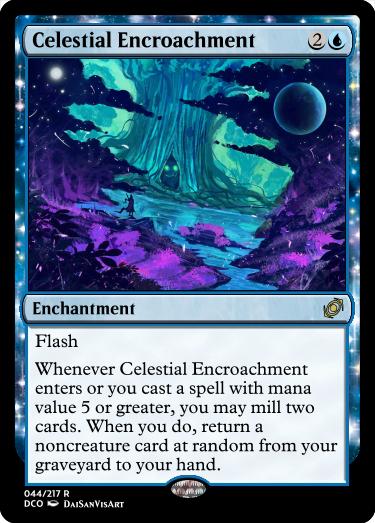 Celestial Encroachment 2
Enchantment
Flash
Whenever Celestial Encroachment
enters or you cast a spell with mana
value 5 or greater, you may mill two
cards. When you do, return a
noncreature card at random from your
graveyard to your hand.
044/217 R
DCO DaiSanVisArt